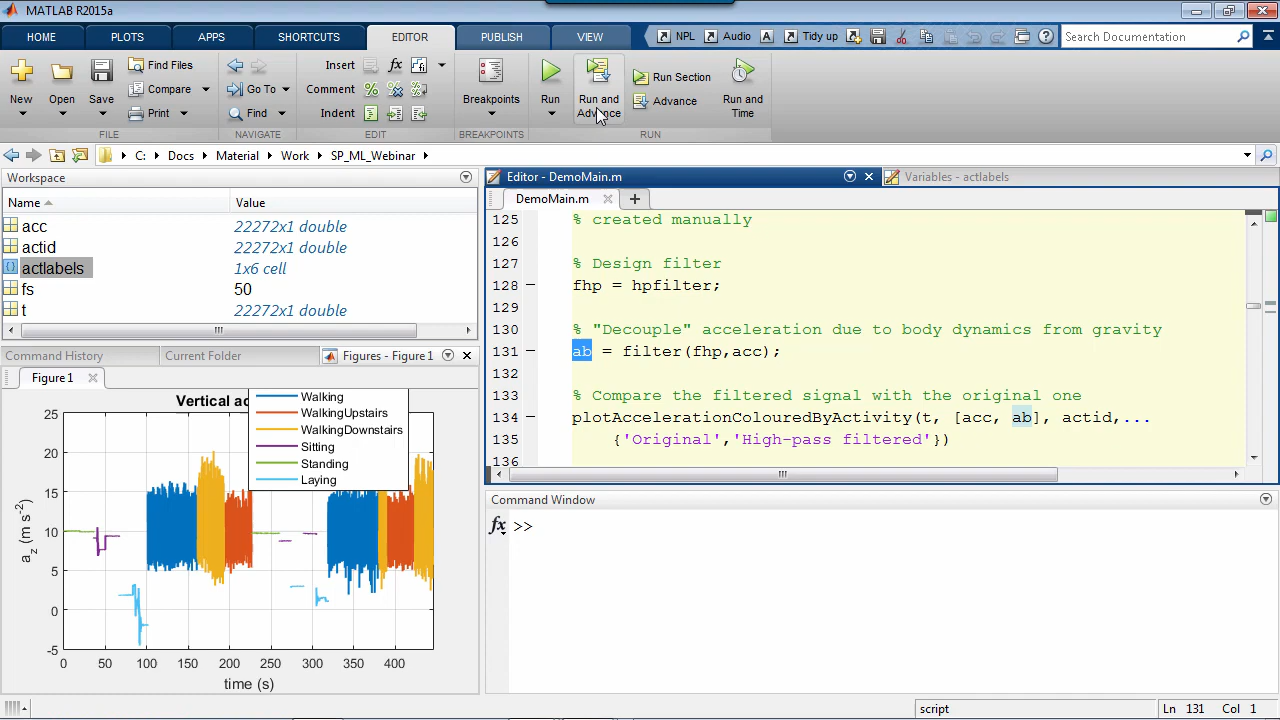 MATLAB R2015a
HOME PLOTS APPS SHORTCUTS EDITOR PUBLISH VIEW NPL Audio A Tidy up Search Documentation
New Open Save Find Files Compare Print
FILE
Go To Find
NAVIGATE
Insert fx
Comment
Indent
EDIT
Breakpoints
BREAKPOINTS
Run Run and Advance Run Section Advance Run and Time
RUN
C: Docs Material Work SP_ML_Webinar
Workspace
Name Value
acc 22272x1 double
actid 22272x1 double
actlabels 1x6 cell
fs 50
t 22272x1 double
Command History Current Folder Figures - Figure 1
Figure 1
Vertical ac
Walking
WalkingUpstairs
WalkingDownstairs
Sitting
Standing
Laying
25
20
15
10
5
0
-5
a_z (m s^-2)
0 50 100 150 200 250 300 350 400
time (s)
Editor - DemoMain.m Variables - actlabels
DemoMain.m
125 % created manually
126
127 % Design filter
128 fhp = hpfilter;
129
130 % "Decouple" acceleration due to body dynamics from gravity
131 ab = filter(fhp,acc);
132
133 % Compare the filtered signal with the original one
134 plotAccelerationColouredByActivity(t, [acc, ab], actid,...
135 {'Original','High-pass filtered'})
136
Command Window
fx >>
script Ln 131 Col 1